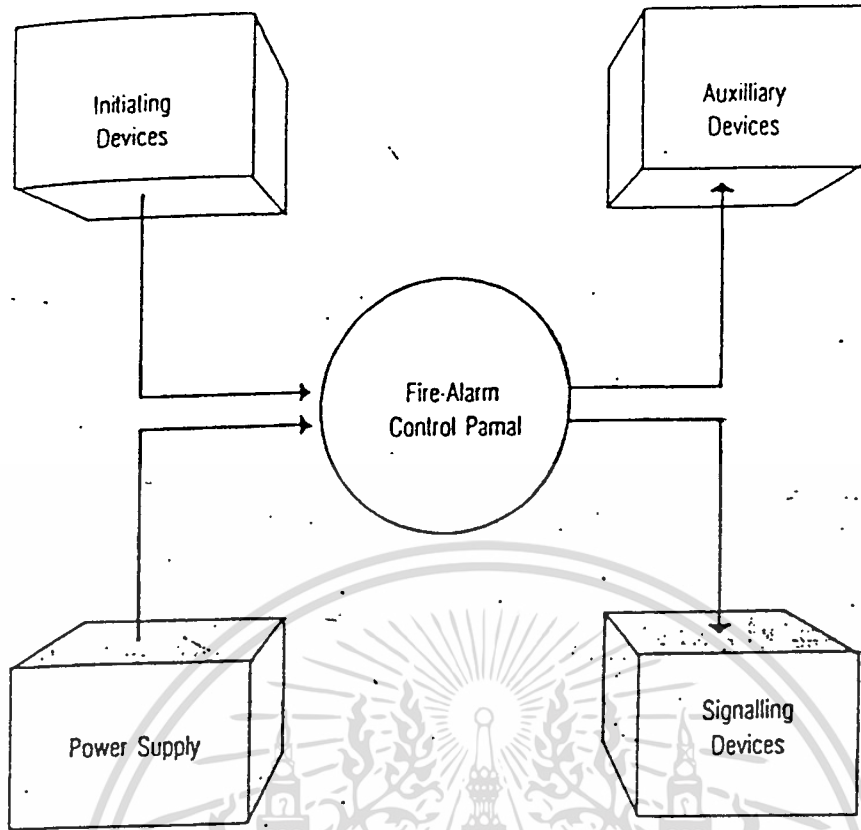 Initialing
Devices
Auxilliary
Devices
Fire-Alarm
Control Pamal
Power Supply
Signalling
Devices